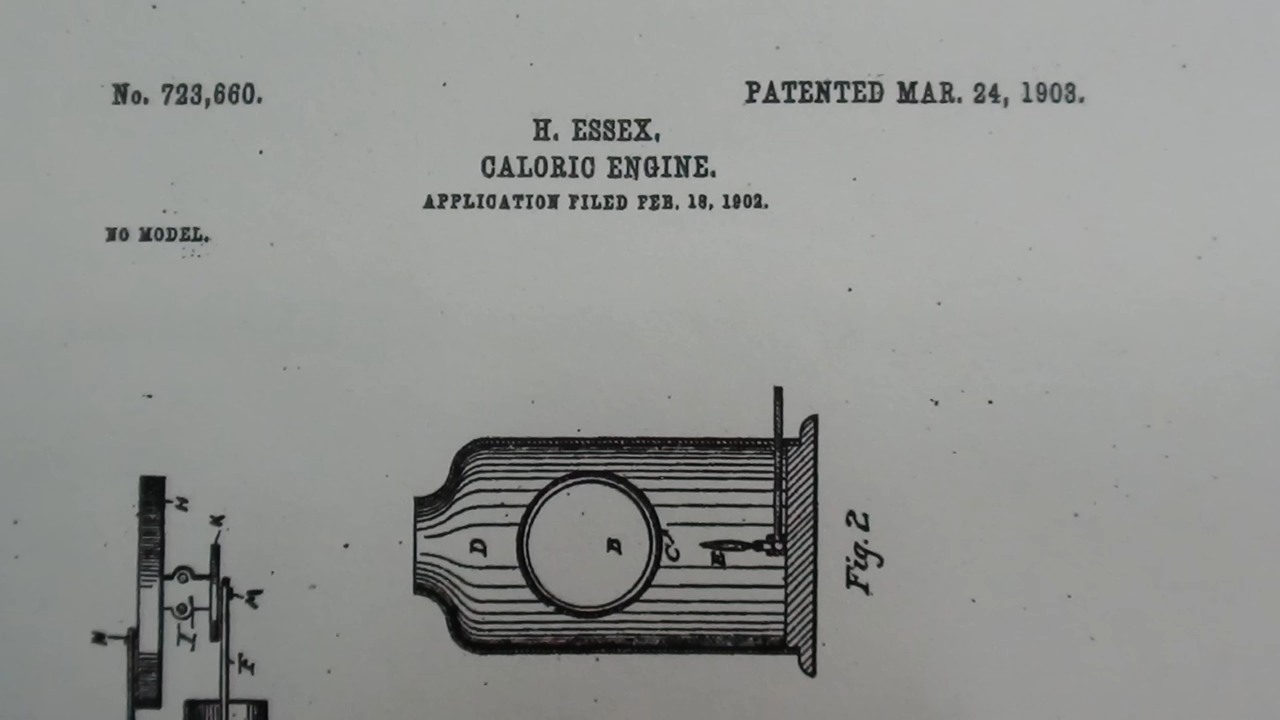 No. 723,660.
PATENTED MAR. 24, 1903.
H. ESSEX.
CALORIC ENGINE.
APPLICATION FILED FEB. 18, 1902.
NO MODEL.
H
K
D
B
C
E
Fig. 2
M
N
I
F